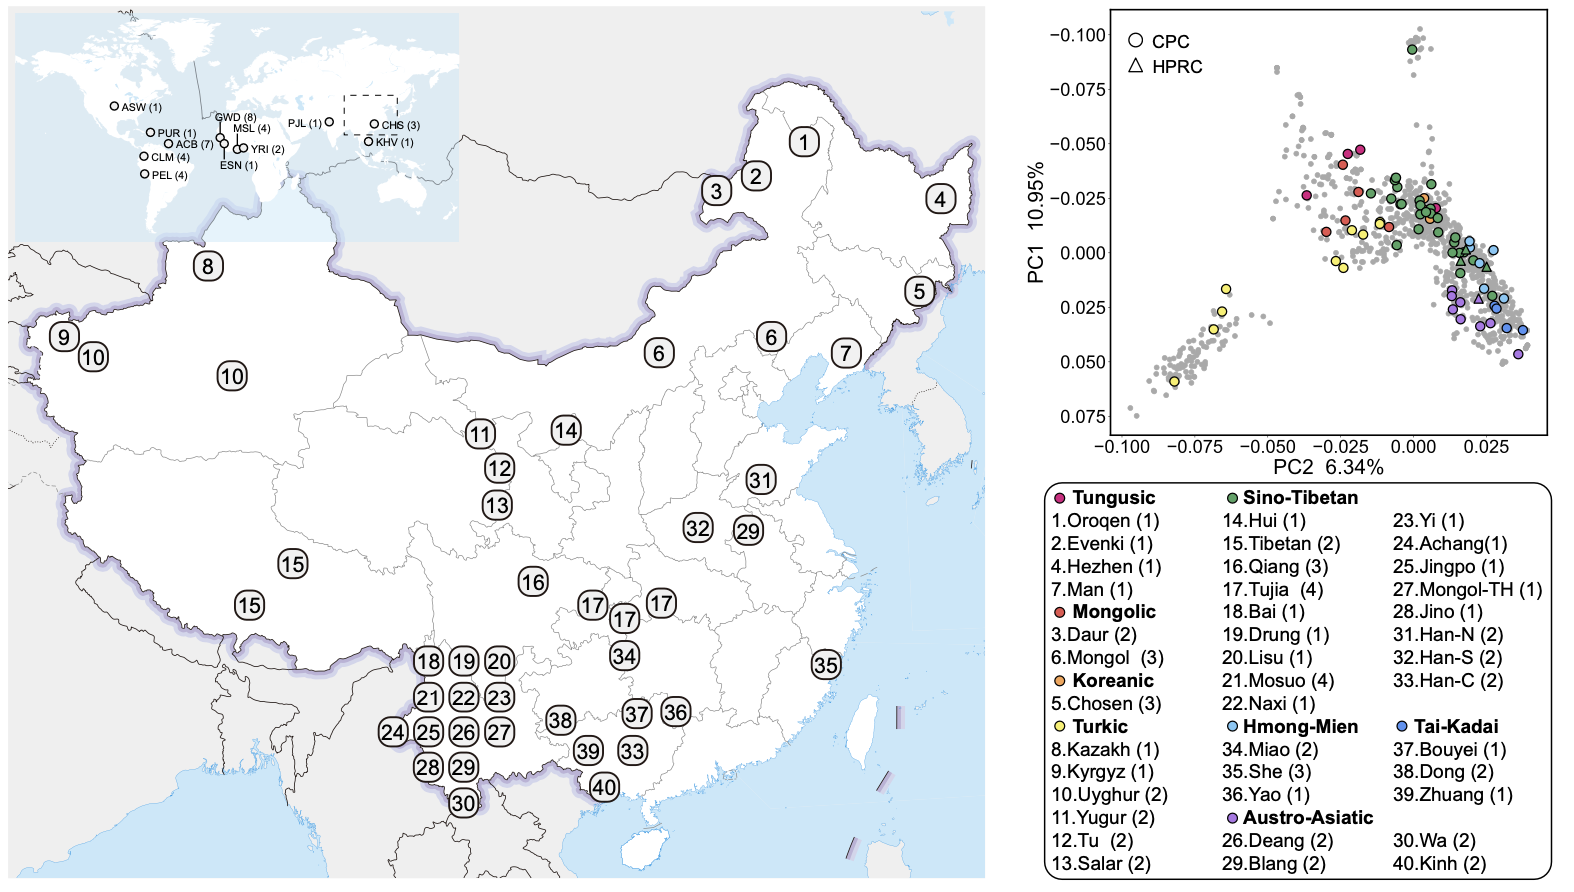 ASW (1)
PUR (1)
ACB (7)
CLM (4)
PEL (4)
GWD (8)
MSL (4)
YRI (2)
ESN (1)
PJL (1)
CHS (3)
KHV (1)
1
2
3
4
8
5
9
10
6
6
7
10
11
14
12
31
13
32
29
15
16
15
17
17
17
34
18
19
20
35
21
22
23
38
37
36
24
25
26
27
39
33
28
29
40
30
CPC
HPRC
−0.100
−0.075
−0.050
−0.025
0.000
0.025
0.050
0.075
PC1 10.95%
−0.100
−0.075
−0.050
−0.025
0.000
0.025
PC2 6.34%
Tungusic
1.Oroqen (1)
2.Evenki (1)
4.Hezhen (1)
7.Man (1)
Mongolic
3.Daur (2)
6.Mongol (3)
Koreanic
5.Chosen (3)
Turkic
8.Kazakh (1)
9.Kyrgyz (1)
10.Uyghur (2)
11.Yugur (2)
12.Tu (2)
13.Salar (2)
Sino-Tibetan
14.Hui (1)
15.Tibetan (2)
16.Qiang (3)
17.Tujia (4)
18.Bai (1)
19.Drung (1)
20.Lisu (1)
21.Mosuo (4)
22.Naxi (1)
23.Yi (1)
24.Achang(1)
25.Jingpo (1)
27.Mongol-TH (1)
28.Jino (1)
31.Han-N (2)
32.Han-S (2)
33.Han-C (2)
Hmong-Mien
34.Miao (2)
35.She (3)
36.Yao (1)
Tai-Kadai
37.Bouyei (1)
38.Dong (2)
39.Zhuang (1)
Austro-Asiatic
26.Deang (2)
29.Blang (2)
30.Wa (2)
40.Kinh (2)